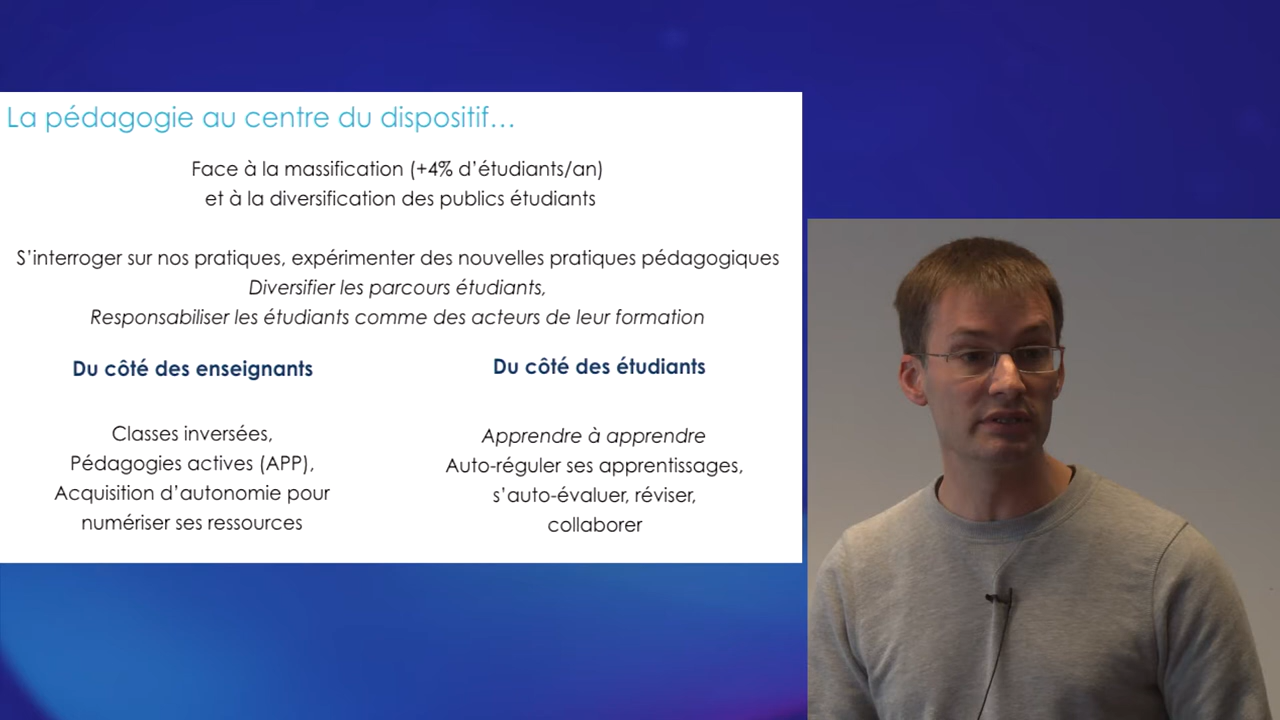 La pédagogie au centre du dispositif…
Face à la massification (+4% d’étudiants/an)
et à la diversification des publics étudiants
S’interroger sur nos pratiques, expérimenter des nouvelles pratiques pédagogiques
Diversifier les parcours étudiants,
Responsabiliser les étudiants comme des acteurs de leur formation
Du côté des enseignants
Classes inversées,
Pédagogies actives (APP),
Acquisition d’autonomie pour
numériser ses ressources
Du côté des étudiants
Apprendre à apprendre
Auto-réguler ses apprentissages,
s’auto-évaluer, réviser,
collaborer